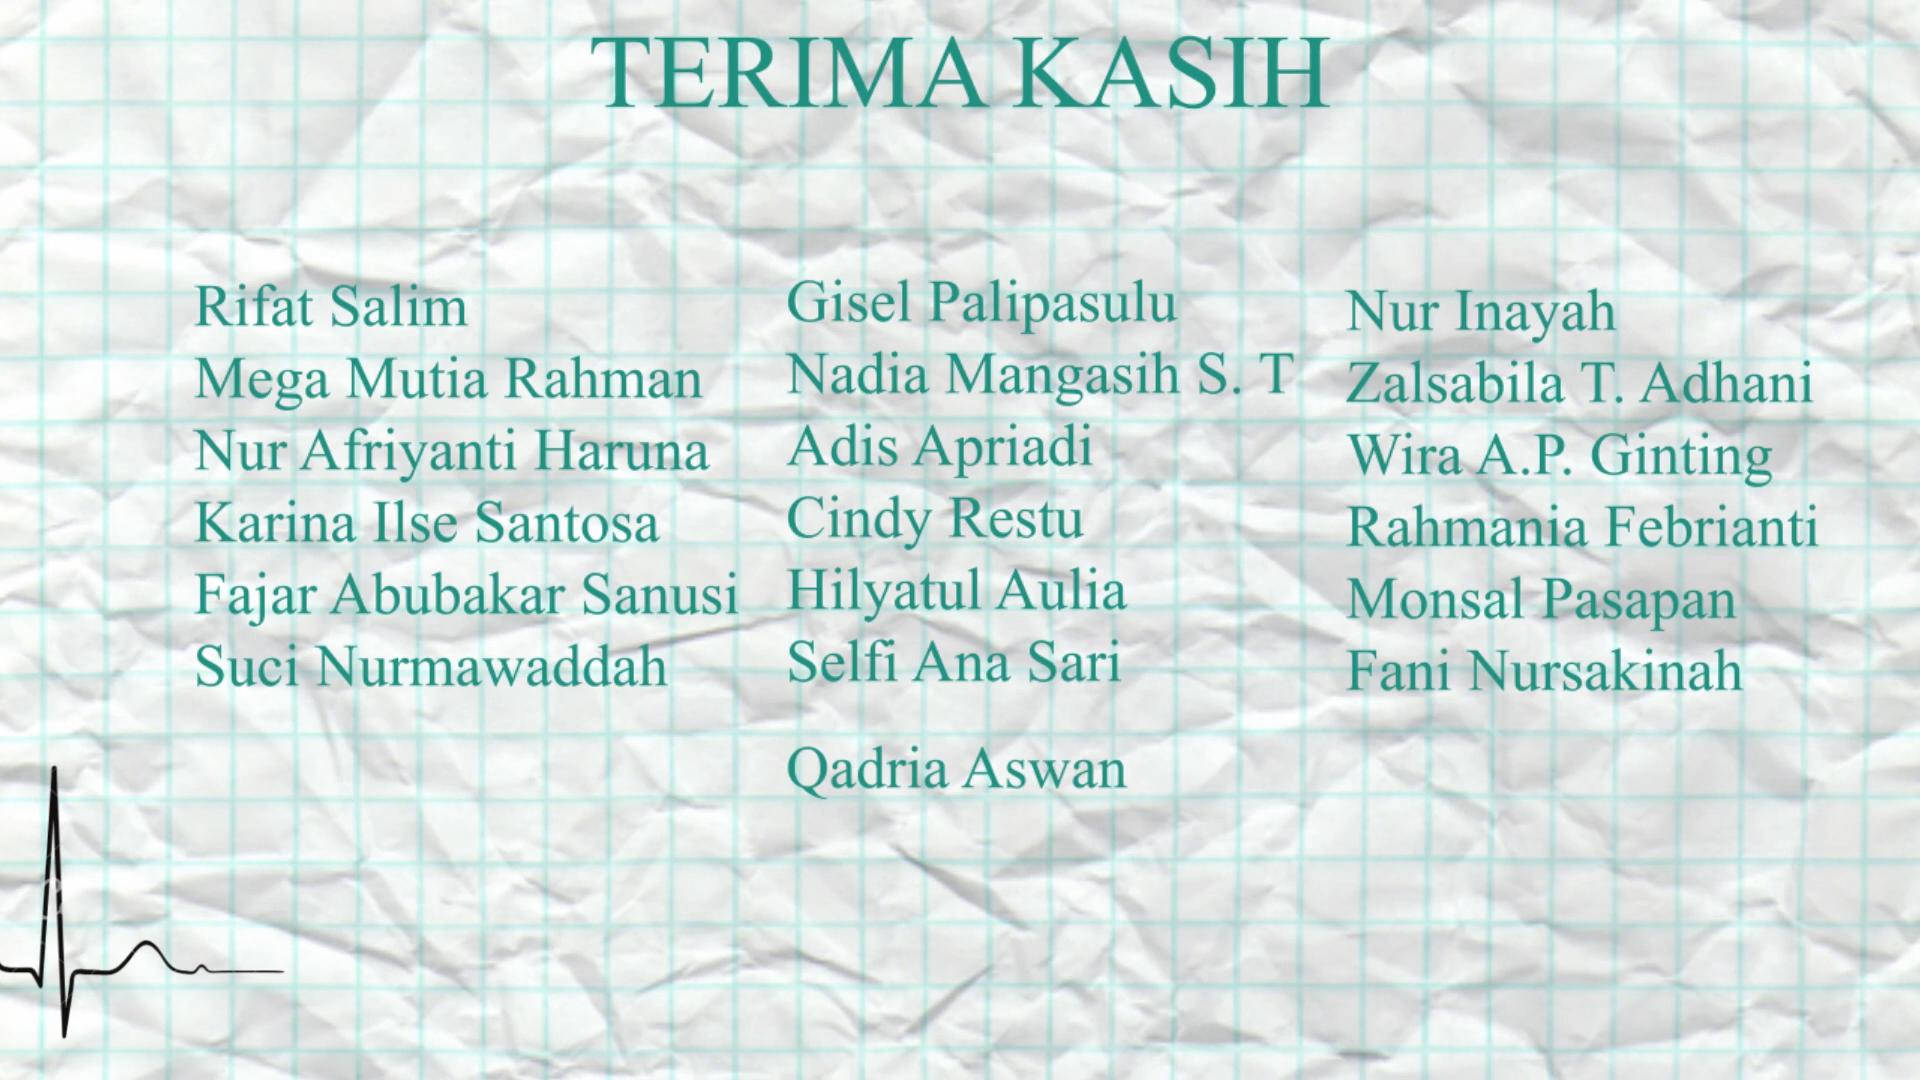 TERIMA KASIH
Rifat Salim
Mega Mutia Rahman
Nur Afriyanti Haruna
Karina Ilse Santosa
Fajar Abubakar Sanusi
Suci Nurmawaddah
Gisel Palipasulu
Nadia Mangasih S. T
Adis Apriadi
Cindy Restu
Hilyatul Aulia
Selfi Ana Sari
Qadria Aswan
Nur Inayah
Zalsabila T. Adhani
Wira A.P. Ginting
Rahmania Febrianti
Monsal Pasapan
Fani Nursakinah